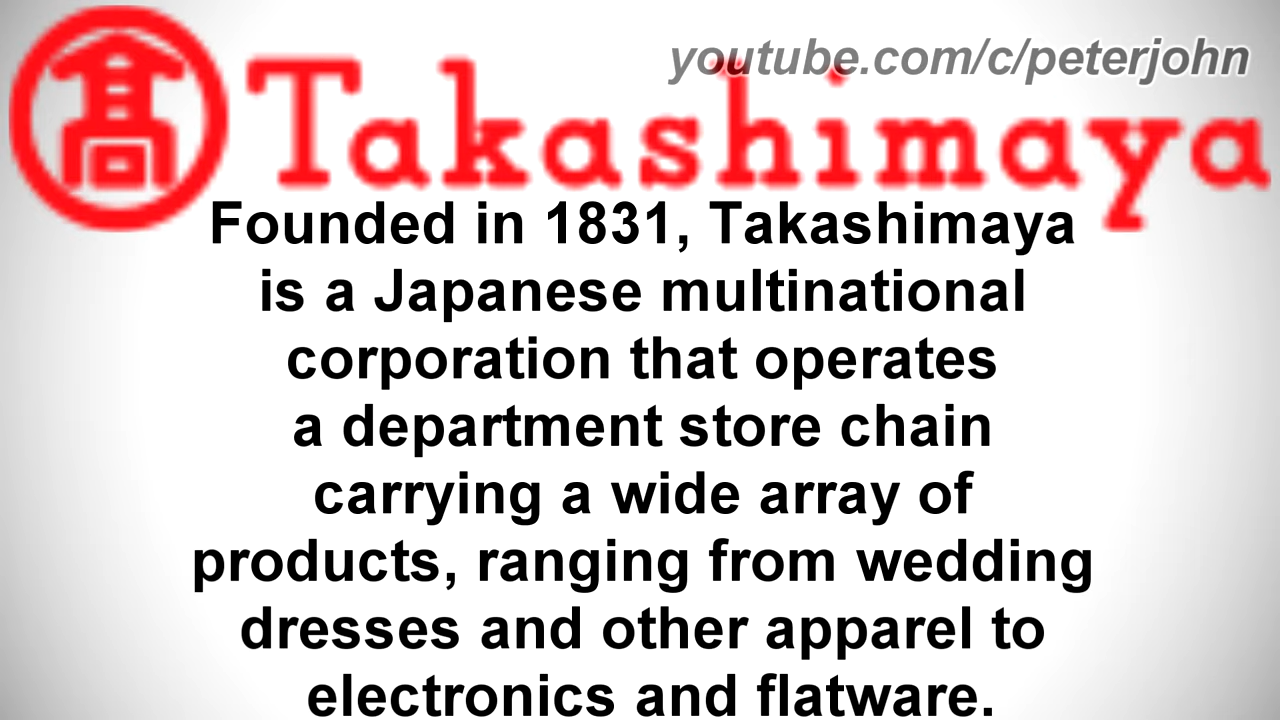 youtube.com/c/peterjohn
髙 Takashimaya
Founded in 1831, Takashimaya
is a Japanese multinational
corporation that operates
a department store chain
carrying a wide array of
products, ranging from wedding
dresses and other apparel to
electronics and flatware.